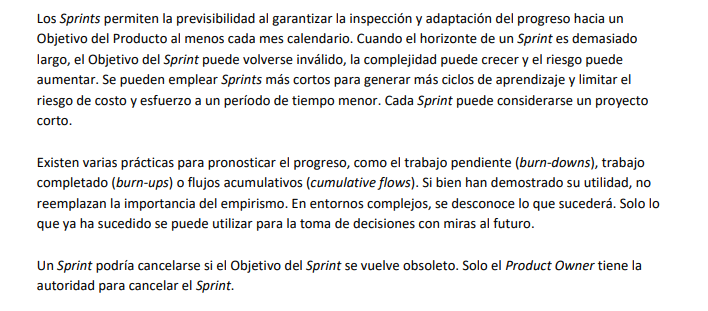 Los Sprints permiten la previsibilidad al garantizar la inspección y adaptación del progreso hacia un
Objetivo del Producto al menos cada mes calendario. Cuando el horizonte de un Sprint es demasiado
largo, el Objetivo del Sprint puede volverse inválido, la complejidad puede crecer y el riesgo puede
aumentar. Se pueden emplear Sprints más cortos para generar más ciclos de aprendizaje y limitar el
riesgo de costo y esfuerzo a un período de tiempo menor. Cada Sprint puede considerarse un proyecto
corto.
Existen varias prácticas para pronosticar el progreso, como el trabajo pendiente (burn-downs), trabajo
completado (burn-ups) o flujos acumulativos (cumulative flows). Si bien han demostrado su utilidad, no
reemplazan la importancia del empirismo. En entornos complejos, se desconoce lo que sucederá. Solo lo
que ya ha sucedido se puede utilizar para la toma de decisiones con miras al futuro.
Un Sprint podría cancelarse si el Objetivo del Sprint se vuelve obsoleto. Solo el Product Owner tiene la
autoridad para cancelar el Sprint.